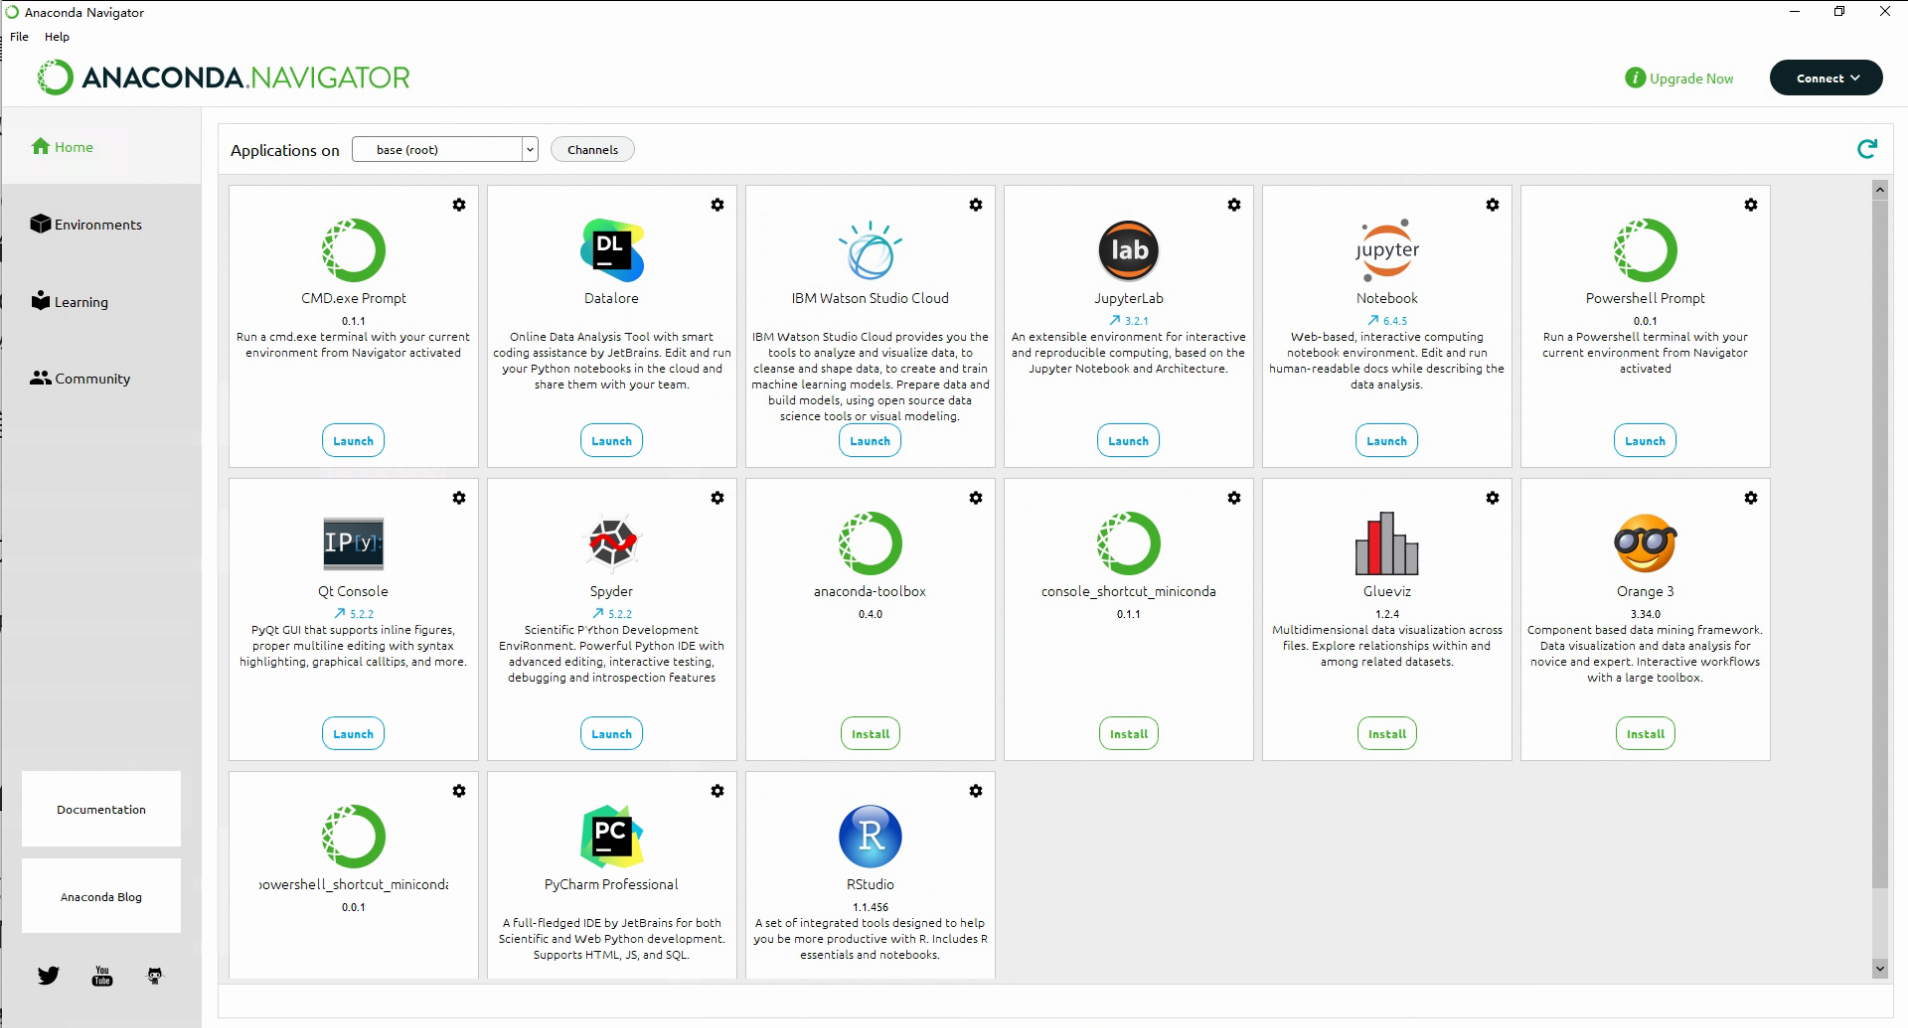 Anaconda Navigator
File Help
ANACONDA.NAVIGATOR
i Upgrade Now
Connect
Home
Environments
Learning
Community
Documentation
Anaconda Blog
You
Tube
Applications on base (root) Channels
CMD.exe Prompt
0.1.1
Run a cmd.exe terminal with your current
environment from Navigator activated
Launch
DL
Datalore
Online Data Analysis Tool with smart
coding assistance by JetBrains. Edit and run
your Python notebooks in the cloud and
share them with your team.
Launch
IBM Watson Studio Cloud
IBM Watson Studio Cloud provides you the
tools to analyze and visualize data, to
cleanse and shape data, to create and train
machine learning models. Prepare data and
build models, using open source data
science tools or visual modeling.
Launch
lab
JupyterLab
3.2.1
An extensible environment for interactive
and reproducible computing, based on the
Jupyter Notebook and Architecture.
Launch
jupyter
Notebook
6.4.5
Web-based, interactive computing
notebook environment. Edit and run
human-readable docs while describing the
data analysis.
Launch
Powershell Prompt
0.0.1
Run a Powershell terminal with your
current environment from Navigator
activated
Launch
IP[y]:
Qt Console
5.2.2
PyQt GUI that supports inline figures,
proper multiline editing with syntax
highlighting, graphical calltips, and more.
Launch
Spyder
5.2.2
Scientific PYthon Development
EnviRonment. Powerful Python IDE with
advanced editing, interactive testing,
debugging and introspection features
Launch
anaconda-toolbox
0.4.0
Install
console_shortcut_miniconda
0.1.1
Install
Glueviz
1.2.4
Multidimensional data visualization across
files. Explore relationships within and
among related datasets.
Install
Orange 3
3.34.0
Component based data mining framework.
Data visualization and data analysis for
novice and expert. Interactive workflows
with a large toolbox.
Install
powershell_shortcut_miniconda
0.0.1
PC
PyCharm Professional
A full-fledged IDE by JetBrains for both
Scientific and Web Python development.
Supports HTML, JS, and SQL.
R
RStudio
1.1.456
A set of integrated tools designed to help
you be more productive with R. Includes R
essentials and notebooks.